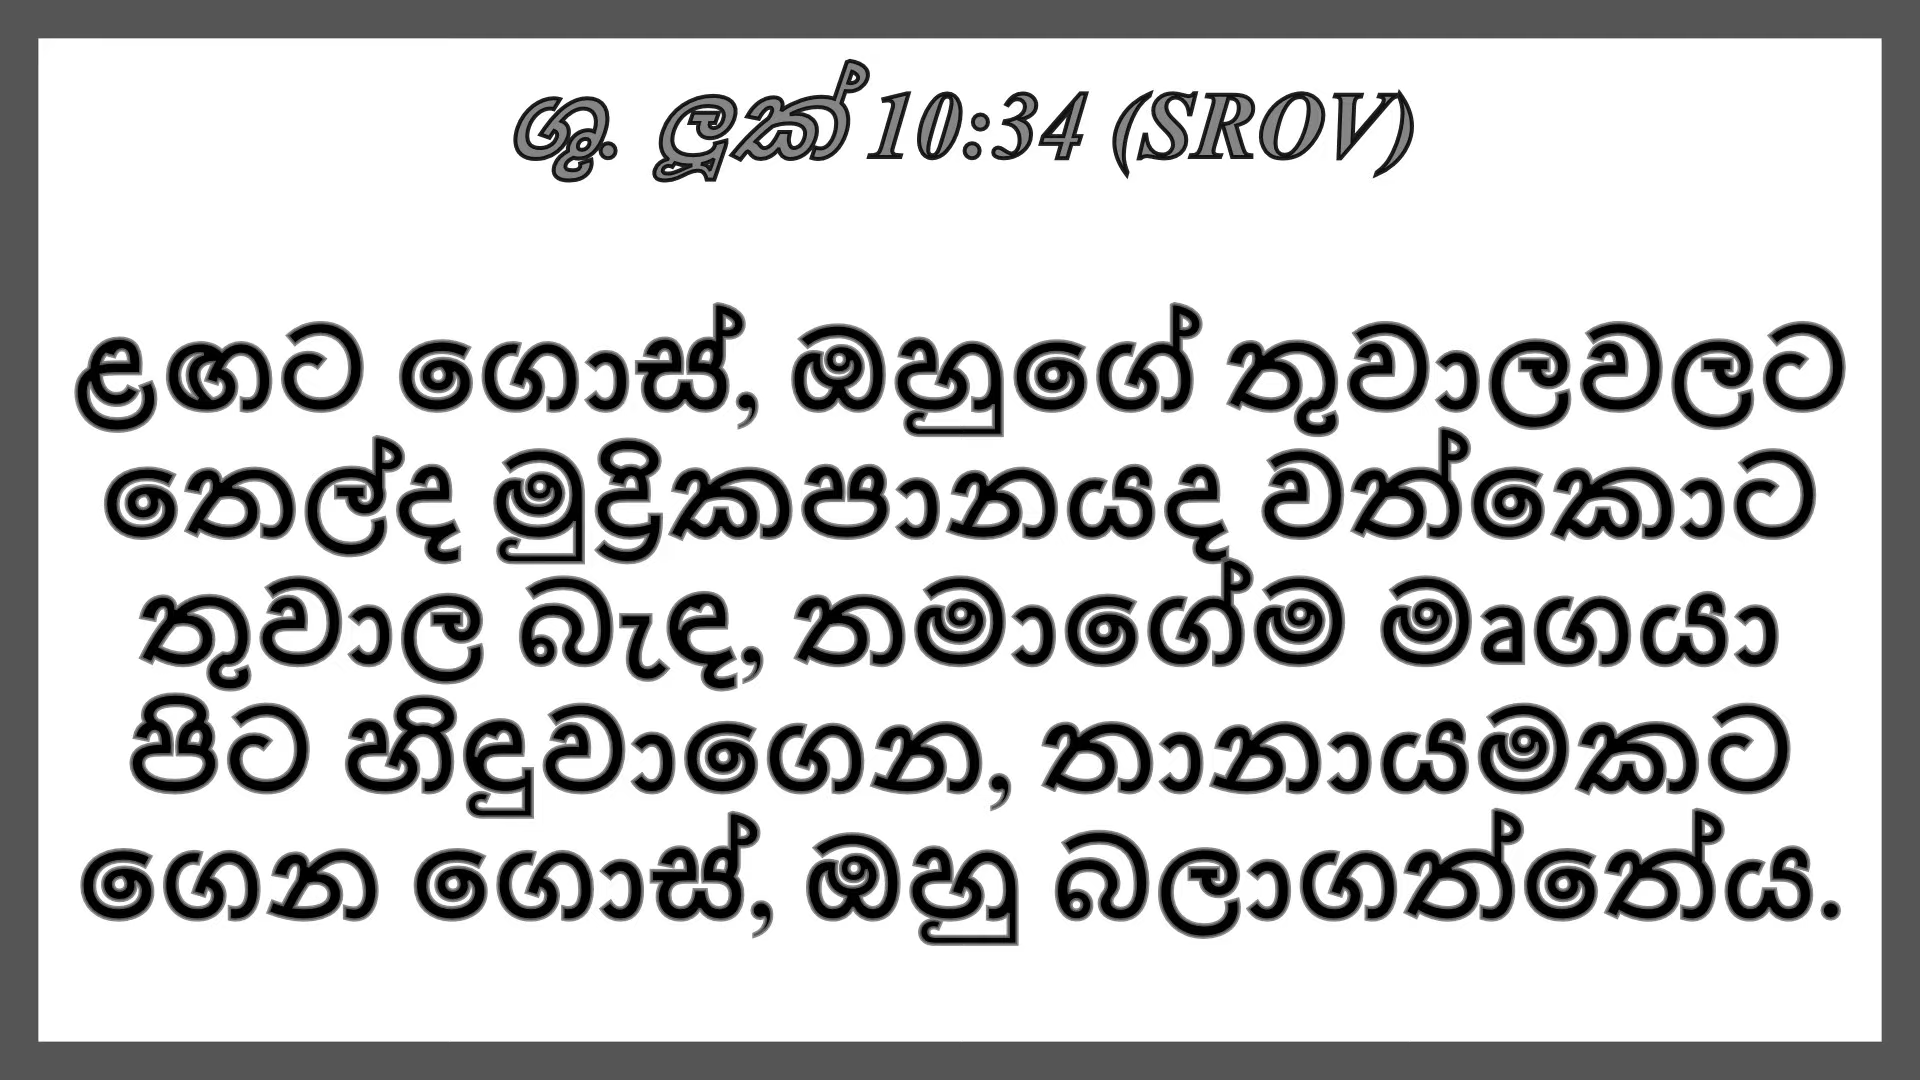 ශු. ලූක් 10:34 (SROV)
ළඟට ගොස්, ඔහුගේ තුවාලවලට
තෙල්ද මුද්‍රිකපානයද වත්කොට
තුවාල බැඳ, තමාගේම මෘගයා
පිට හිඳුවාගෙන, තානායමකට
ගෙන ගොස්, ඔහු බලාගත්තේය.